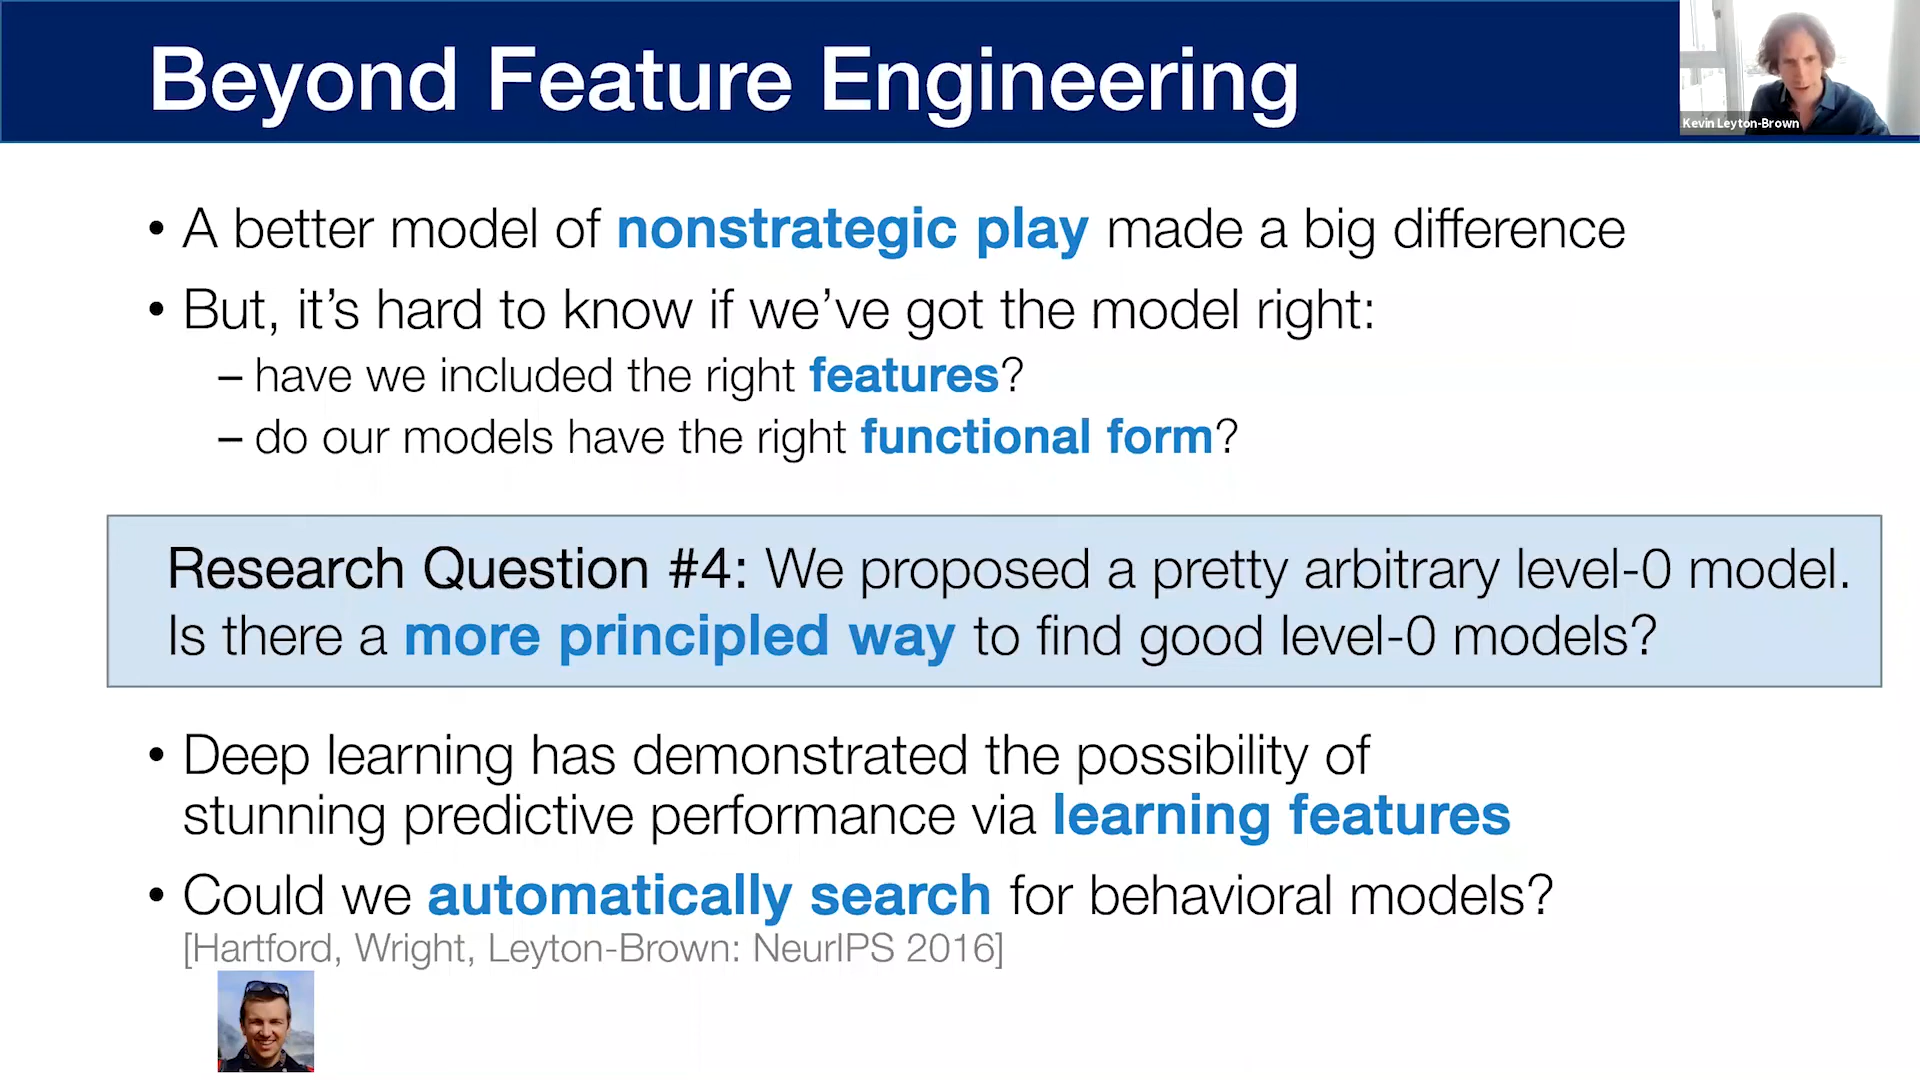 Beyond Feature Engineering
Kevin Leyton-Brown
• A better model of nonstrategic play made a big difference
• But, it’s hard to know if we’ve got the model right:
– have we included the right features?
– do our models have the right functional form?
Research Question #4: We proposed a pretty arbitrary level-0 model.
Is there a more principled way to find good level-0 models?
• Deep learning has demonstrated the possibility of
stunning predictive performance via learning features
• Could we automatically search for behavioral models?
[Hartford, Wright, Leyton-Brown: NeurIPS 2016]